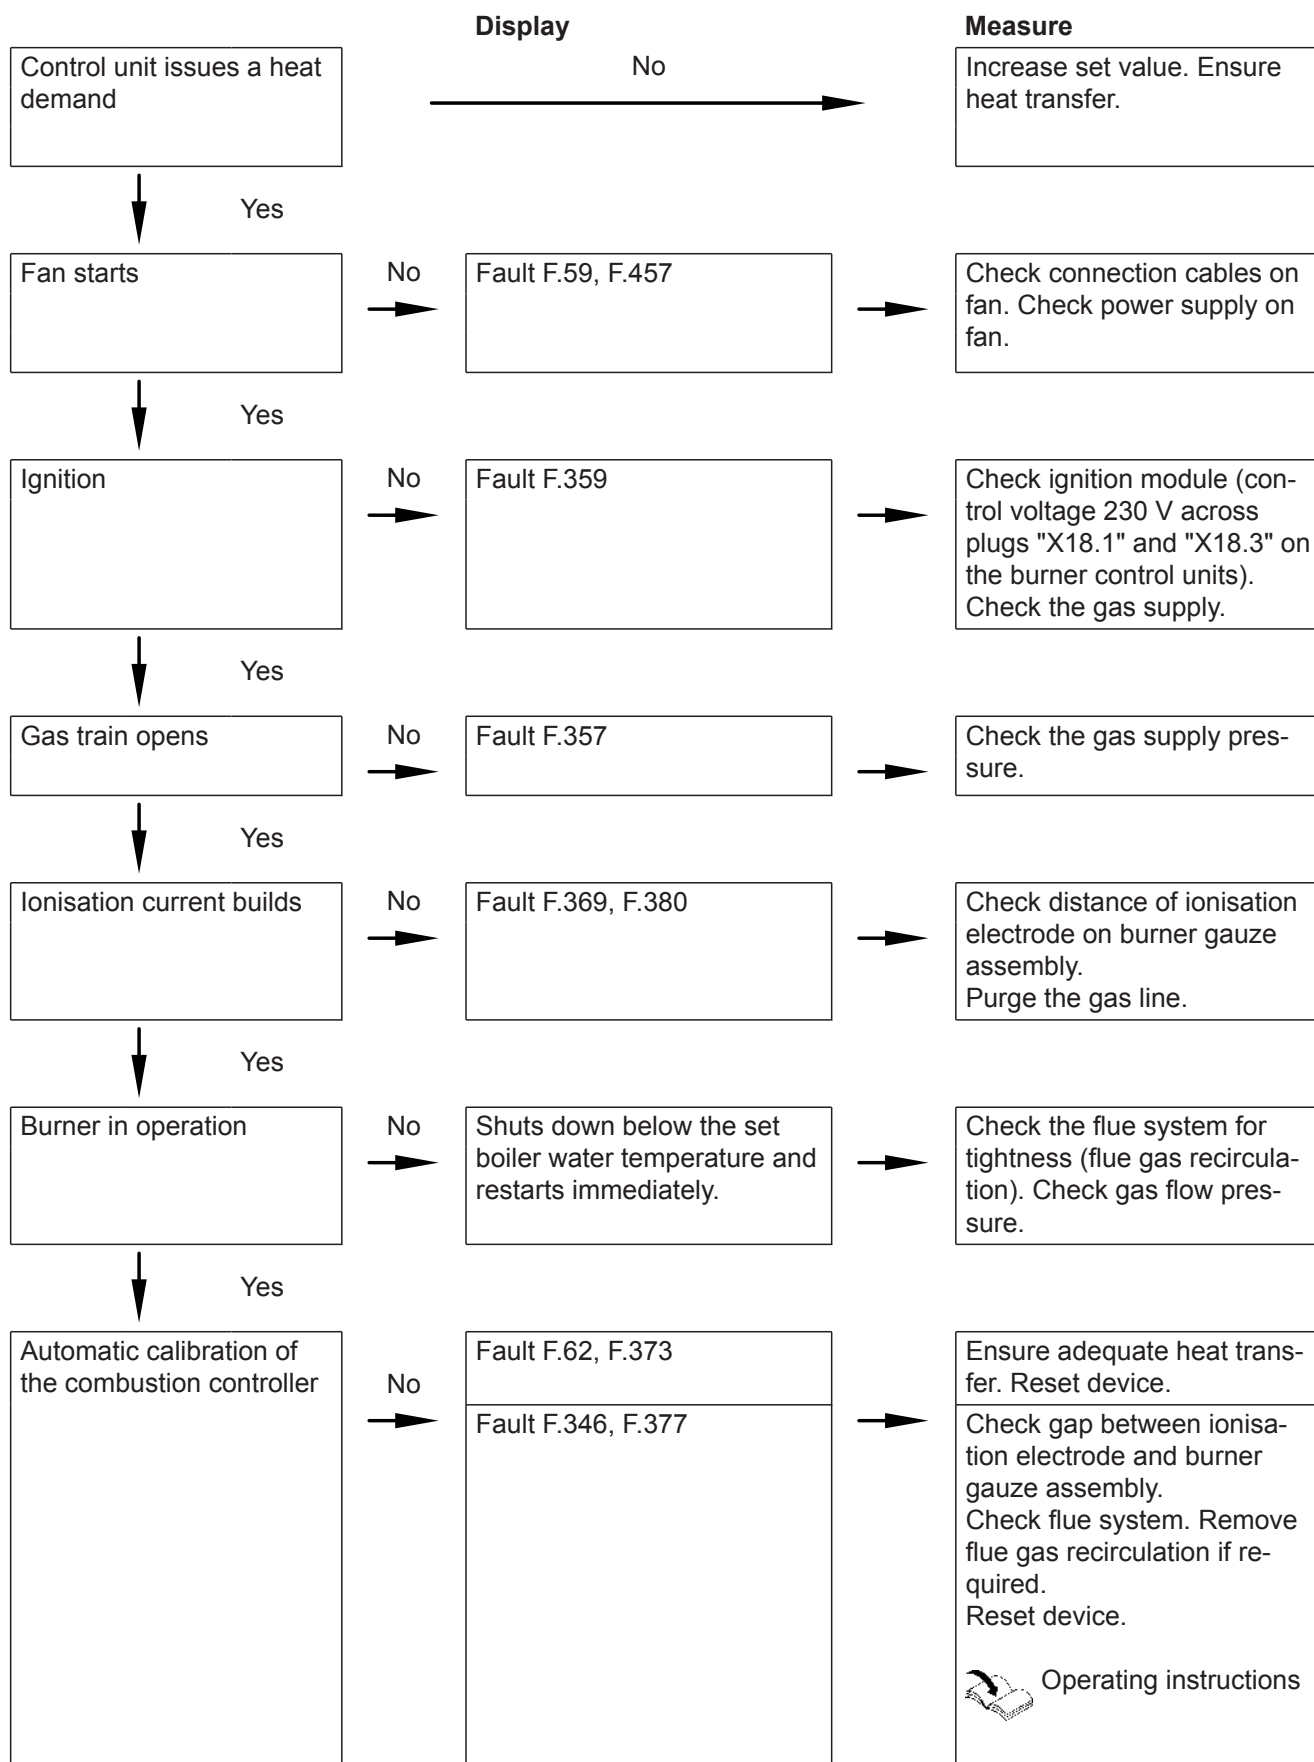 Display
Measure
Control unit issues a heat
demand
No
Increase set value. Ensure
heat transfer.
Yes
Fan starts
No
Fault F.59, F.457
Check connection cables on
fan. Check power supply on
fan.
Yes
Ignition
No
Fault F.359
Check ignition module (con-
trol voltage 230 V across
plugs "X18.1" and "X18.3" on
the burner control units).
Check the gas supply.
Yes
Gas train opens
No
Fault F.357
Check the gas supply pres-
sure.
Yes
Ionisation current builds
No
Fault F.369, F.380
Check distance of ionisation
electrode on burner gauze
assembly.
Purge the gas line.
Yes
Burner in operation
No
Shuts down below the set
boiler water temperature and
restarts immediately.
Check the flue system for
tightness (flue gas recircula-
tion). Check gas flow pres-
sure.
Yes
Automatic calibration of
the combustion controller
No
Fault F.62, F.373
Ensure adequate heat trans-
fer. Reset device.
Fault F.346, F.377
Check gap between ionisa-
tion electrode and burner
gauze assembly.
Check flue system. Remove
flue gas recirculation if re-
quired.
Reset device.
Operating instructions